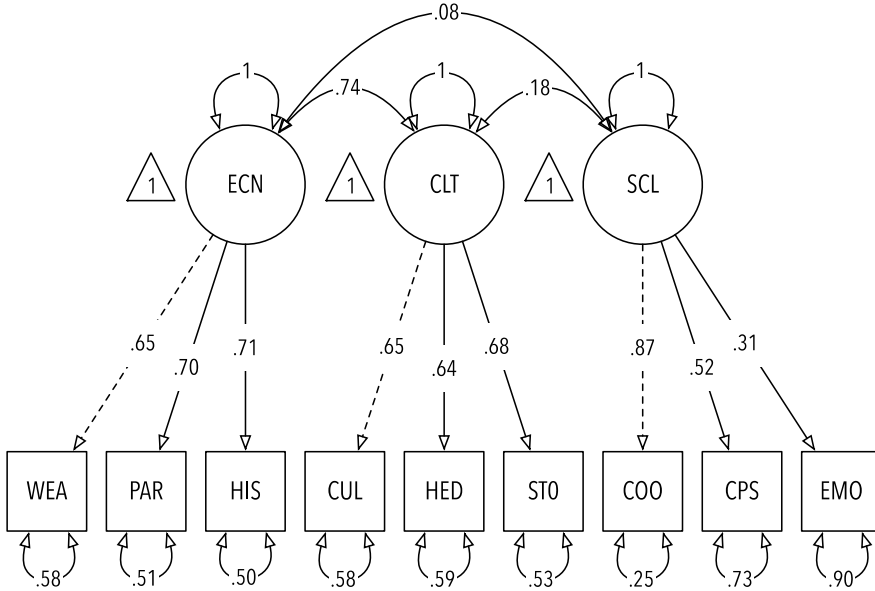 .08
1 1 1
.74 .18
1 ECN 1 CLT 1 SCL
.65 .70 .71 .65 .64 .68 .87 .52 .31
WEA PAR HIS CUL HED STO COO CPS EMO
.58 .51 .50 .58 .59 .53 .25 .73 .90